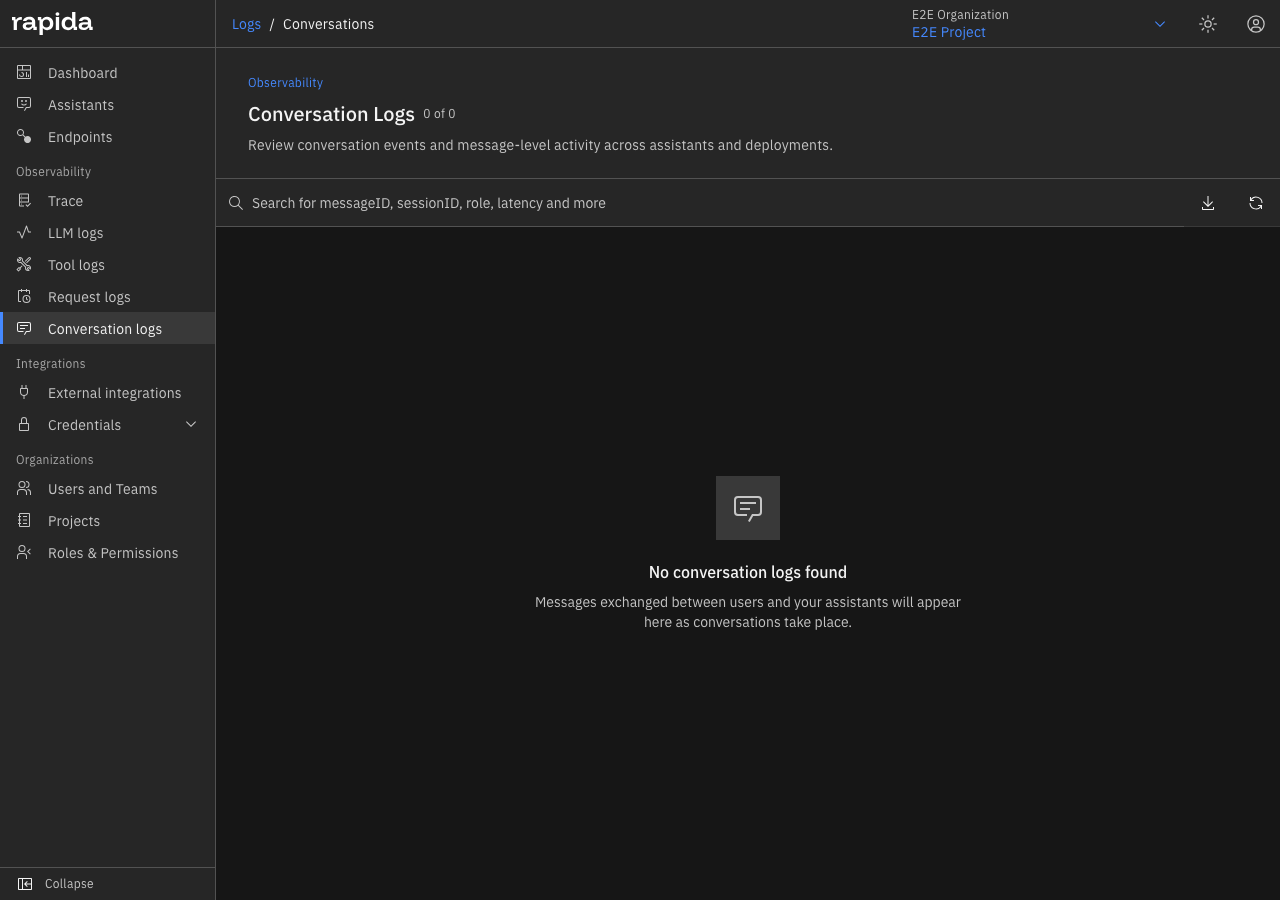 rapida
Logs / Conversations
E2E Organization
E2E Project
Dashboard
Assistants
Endpoints
Observability
Trace
LLM logs
Tool logs
Request logs
Conversation logs
Integrations
External integrations
Credentials
Organizations
Users and Teams
Projects
Roles & Permissions
Collapse
Observability
Conversation Logs 0 of 0
Review conversation events and message-level activity across assistants and deployments.
Search for messageID, sessionID, role, latency and more
No conversation logs found
Messages exchanged between users and your assistants will appear
here as conversations take place.